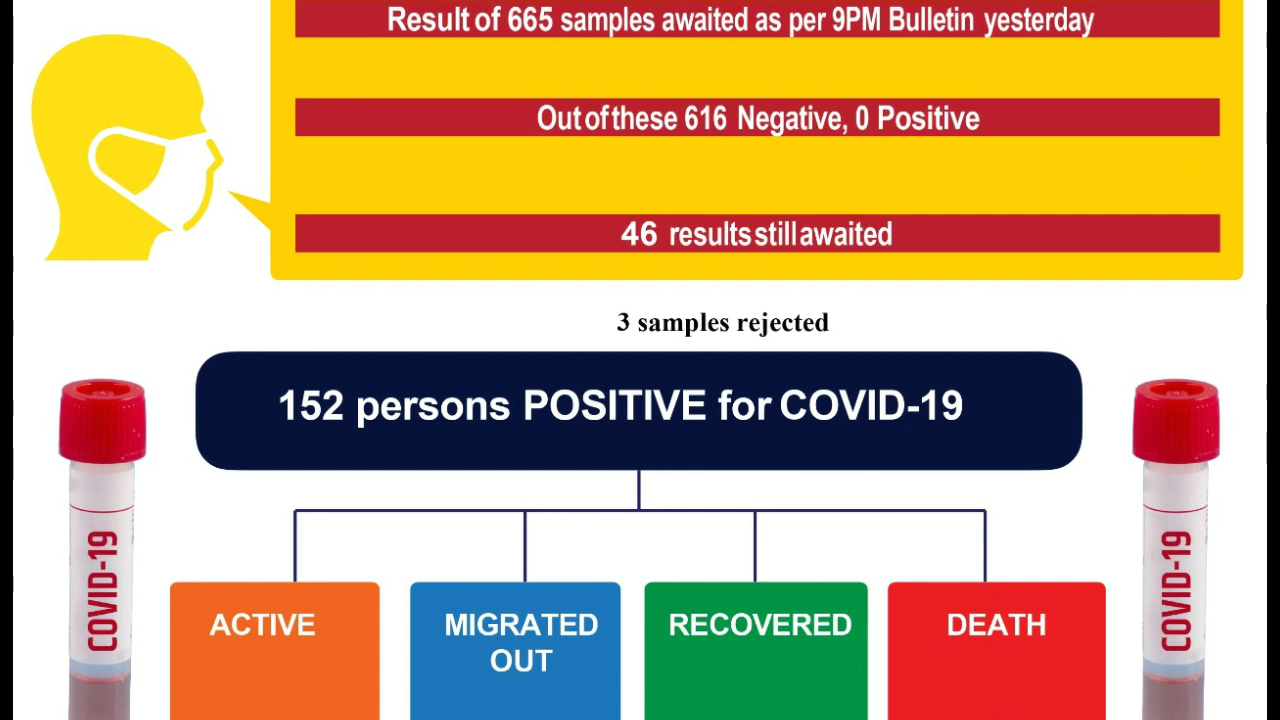 Result of 665 samples awaited as per 9PM Bulletin yesterday
Out of these 616 Negative, 0 Positive
46 results still awaited
3 samples rejected
152 persons POSITIVE for COVID-19
COVID-19
COVID-19
ACTIVE
MIGRATED
OUT
RECOVERED
DEATH